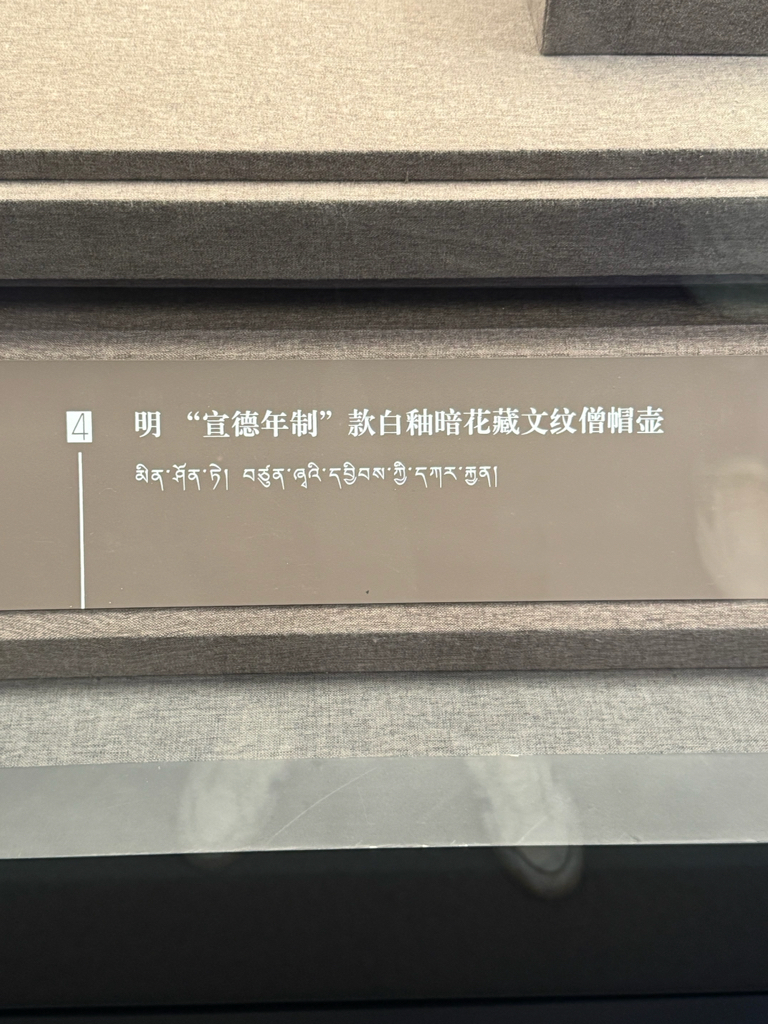 4
明 “宣德年制”款白釉暗花藏文纹僧帽壶
མིན་ཤོན་ཏེ། བཙུན་ཞྭའི་དབྱིབས་ཀྱི་དཀར་རྐྱན།